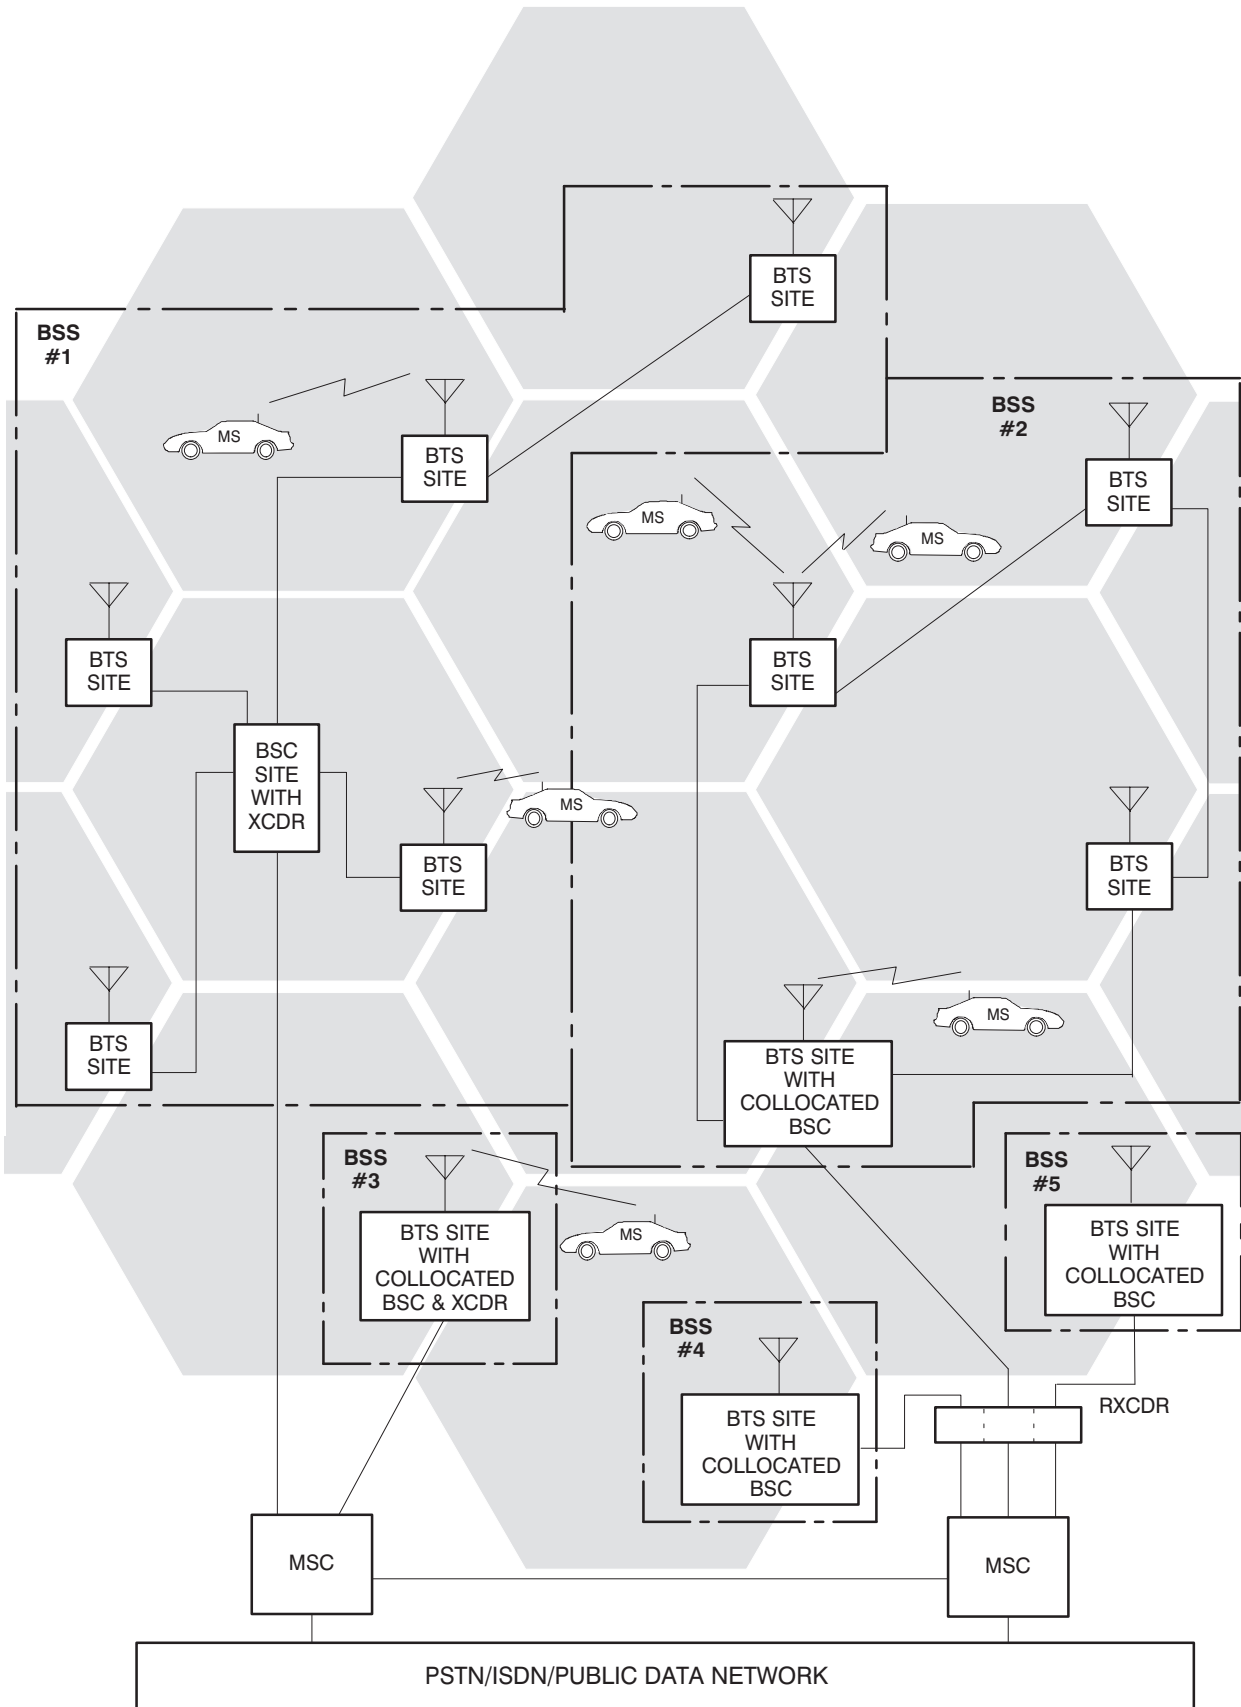 BTS
SITE
BSS
#1
MS
BTS
SITE
BSS
#2
BTS
SITE
MS
MS
BTS
SITE
BTS
SITE
BSC
SITE
WITH
XCDR
MS
BTS
SITE
BTS
SITE
BTS
SITE
MS
BTS SITE
WITH
COLLOCATED
BSC
BSS
#3
BTS SITE
WITH
COLLOCATED
BSC & XCDR
MS
BSS
#5
BTS SITE
WITH
COLLOCATED
BSC
BSS
#4
BTS SITE
WITH
COLLOCATED
BSC
RXCDR
MSC
MSC
PSTN/ISDN/PUBLIC DATA NETWORK